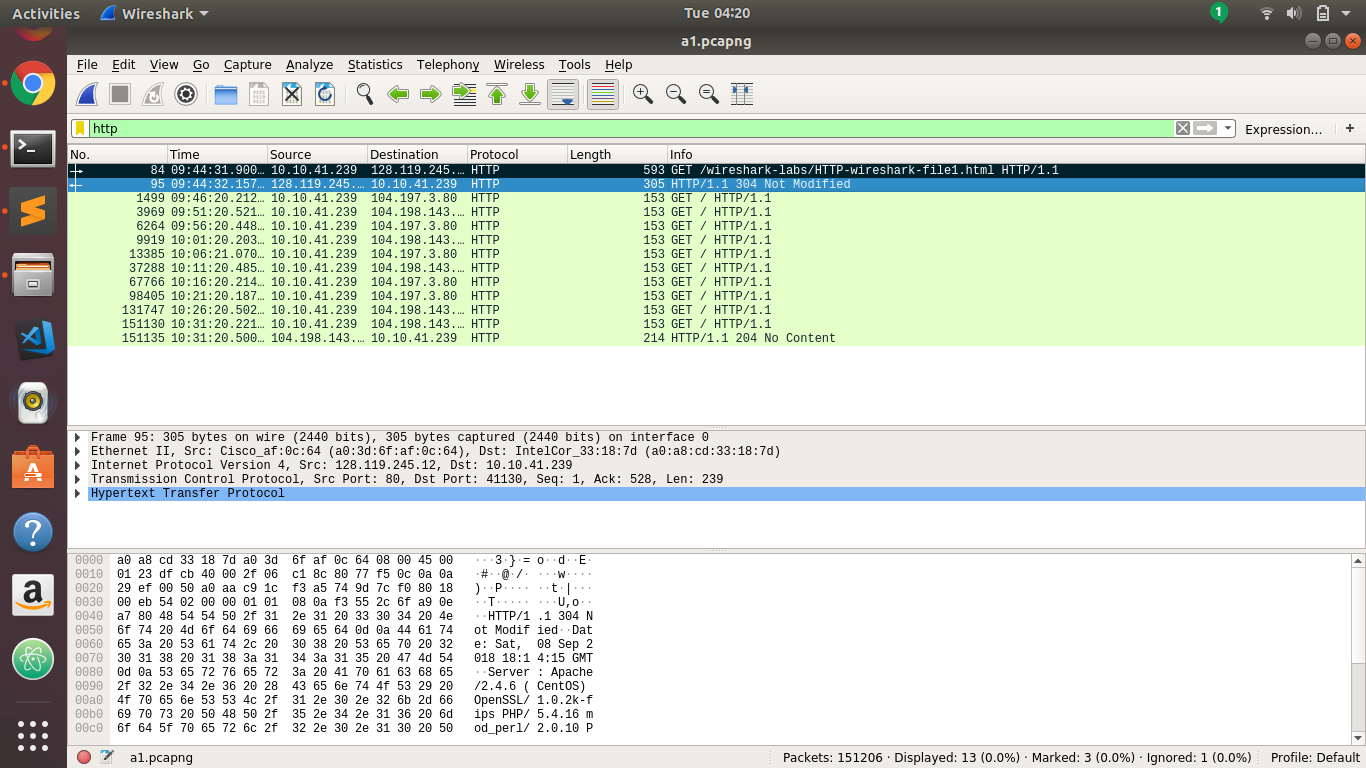 Activities Wireshark Tue 04:20 1
a1.pcapng
File Edit View Go Capture Analyze Statistics Telephony Wireless Tools Help
http Expression… +
No. Time Source Destination Protocol Length Info
84 09:44:31.900… 10.10.41.239 128.119.245.… HTTP 593 GET /wireshark-labs/HTTP-wireshark-file1.html HTTP/1.1
95 09:44:32.157… 128.119.245.… 10.10.41.239 HTTP 305 HTTP/1.1 304 Not Modified
1499 09:46:20.212… 10.10.41.239 104.197.3.80 HTTP 153 GET / HTTP/1.1
3969 09:51:20.521… 10.10.41.239 104.198.143.… HTTP 153 GET / HTTP/1.1
6264 09:56:20.448… 10.10.41.239 104.197.3.80 HTTP 153 GET / HTTP/1.1
9919 10:01:20.203… 10.10.41.239 104.198.143.… HTTP 153 GET / HTTP/1.1
13385 10:06:21.070… 10.10.41.239 104.197.3.80 HTTP 153 GET / HTTP/1.1
37288 10:11:20.485… 10.10.41.239 104.198.143.… HTTP 153 GET / HTTP/1.1
67766 10:16:20.214… 10.10.41.239 104.197.3.80 HTTP 153 GET / HTTP/1.1
98405 10:21:20.187… 10.10.41.239 104.197.3.80 HTTP 153 GET / HTTP/1.1
131747 10:26:20.502… 10.10.41.239 104.198.143.… HTTP 153 GET / HTTP/1.1
151130 10:31:20.221… 10.10.41.239 104.198.143.… HTTP 153 GET / HTTP/1.1
151135 10:31:20.500… 104.198.143.… 10.10.41.239 HTTP 214 HTTP/1.1 204 No Content
Frame 95: 305 bytes on wire (2440 bits), 305 bytes captured (2440 bits) on interface 0
Ethernet II, Src: Cisco_af:0c:64 (a0:3d:6f:af:0c:64), Dst: IntelCor_33:18:7d (a0:a8:cd:33:18:7d)
Internet Protocol Version 4, Src: 128.119.245.12, Dst: 10.10.41.239
Transmission Control Protocol, Src Port: 80, Dst Port: 41130, Seq: 1, Ack: 528, Len: 239
Hypertext Transfer Protocol
0000 a0 a8 cd 33 18 7d a0 3d 6f af 0c 64 08 00 45 00 ···3·}·= o··d··E·
0010 01 23 df cb 40 00 2f 06 c1 8c 80 77 f5 0c 0a 0a ·#··@·/· ···w····
0020 29 ef 00 50 a0 aa c9 1c f3 a5 74 9d 7c f0 80 18 )··P···· ··t·|···
0030 00 eb 54 02 00 00 01 01 08 0a f3 55 2c 6f a9 0e ··T····· ···U,o··
0040 a7 80 48 54 54 50 2f 31 2e 31 20 33 30 34 20 4e ··HTTP/1 .1 304 N
0050 6f 74 20 4d 6f 64 69 66 69 65 64 0d 0a 44 61 74 ot Modif ied··Dat
0060 65 3a 20 53 61 74 2c 20 30 38 20 53 65 70 20 32 e: Sat, 08 Sep 2
0070 30 31 38 20 31 38 3a 31 34 3a 31 35 20 47 4d 54 018 18:1 4:15 GMT
0080 0d 0a 53 65 72 76 65 72 3a 20 41 70 61 63 68 65 ··Server : Apache
0090 2f 32 2e 34 2e 36 20 28 43 65 6e 74 4f 53 29 20 /2.4.6 ( CentOS)
00a0 4f 70 65 6e 53 53 4c 2f 31 2e 30 2e 32 6b 2d 66 OpenSSL/ 1.0.2k-f
00b0 69 70 73 20 50 48 50 2f 35 2e 34 2e 31 36 20 6d ips PHP/ 5.4.16 m
00c0 6f 64 5f 70 65 72 6c 2f 32 2e 30 2e 31 30 20 50 od_perl/ 2.0.10 P
a1.pcapng Packets: 151206 · Displayed: 13 (0.0%) · Marked: 3 (0.0%) · Ignored: 1 (0.0%) Profile: Default